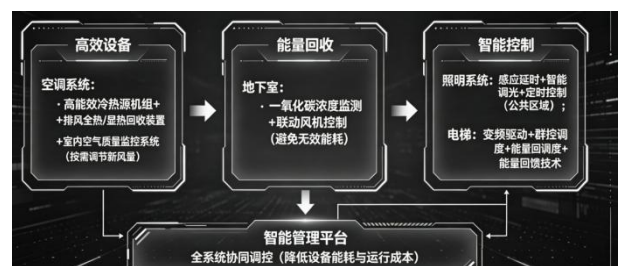 高效设备
空调系统：
· 高能效冷热源机组+
+排风全热/显热回收装置
+室内空气质量监控系统
（按需调节新风量）
能量回收
地下室：
· 一氧化碳浓度监测
+联动风机控制
（避免无效能耗）
智能控制
照明系统：感应延时+智能
调光+定时控制
（公共区域）；
电梯：变频驱动+群控调
度+能量回调度+
能量回馈技术
智能管理平台
全系统协同调控（降低设备能耗与运行成本）